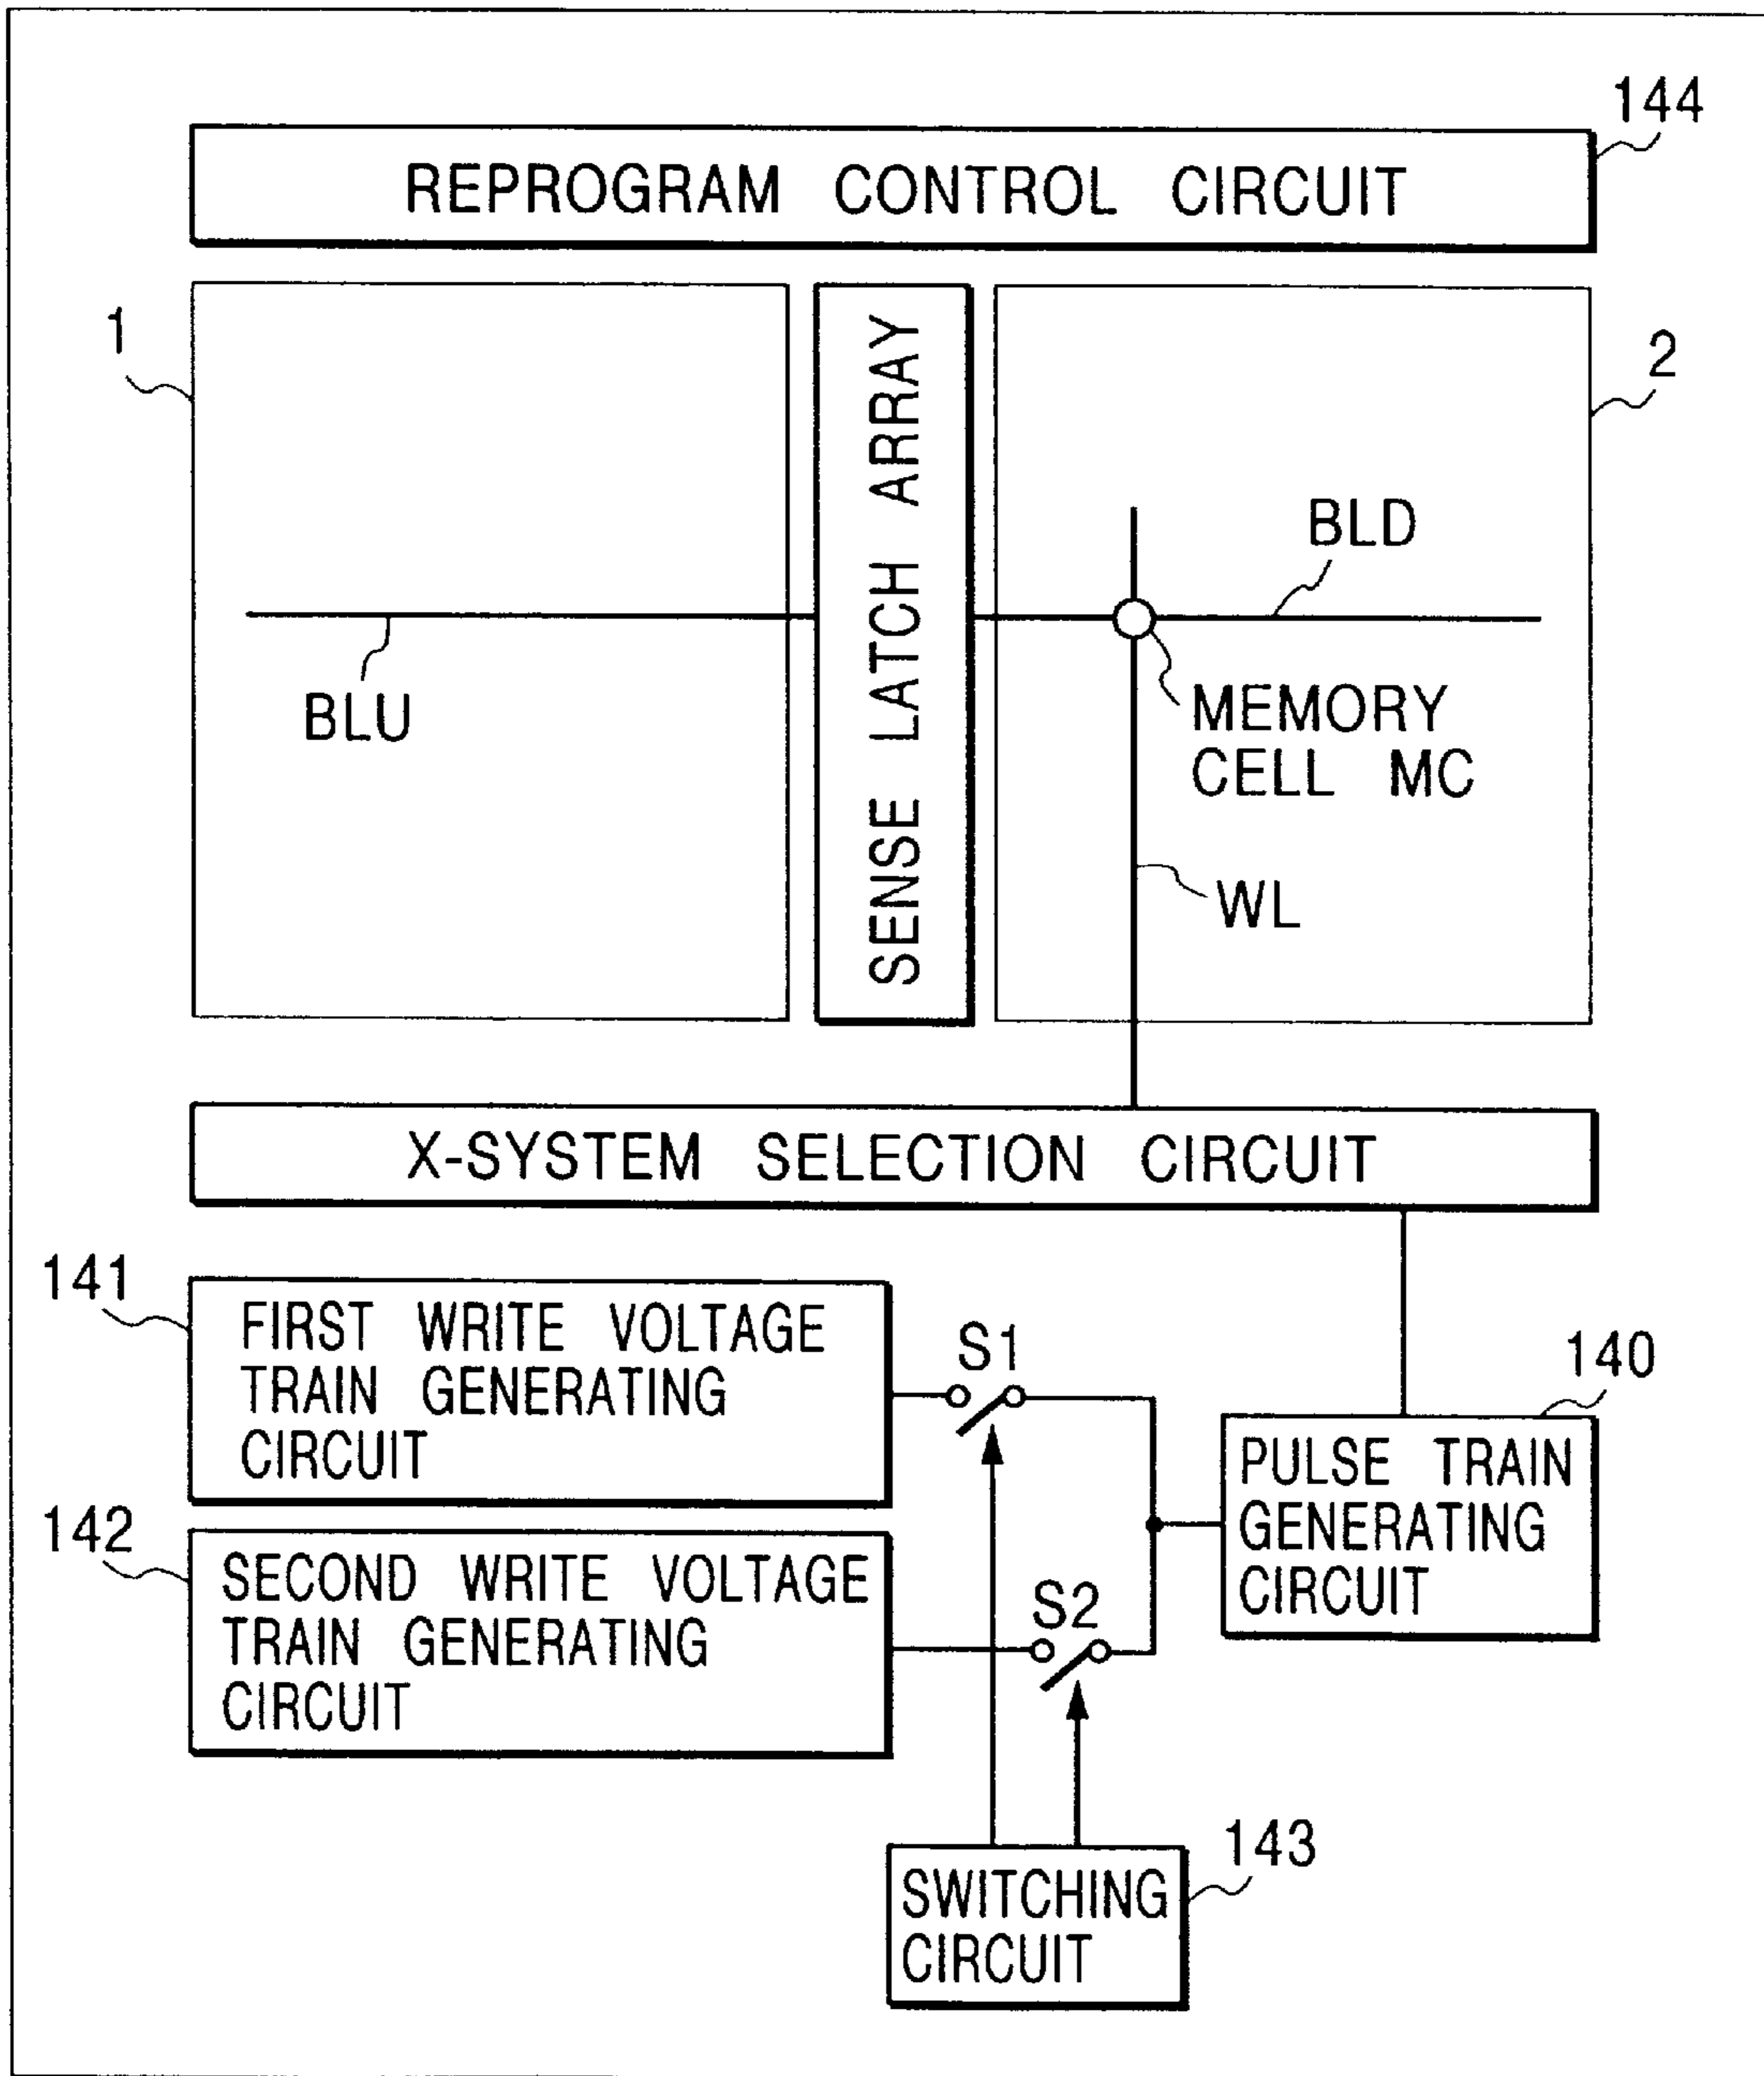 144
REPROGRAM CONTROL CIRCUIT
1
2
SENSE LATCH ARRAY
BLD
BLU
MEMORY
CELL MC
WL
X-SYSTEM SELECTION CIRCUIT
141
FIRST WRITE VOLTAGE
TRAIN GENERATING
CIRCUIT
S1
140
PULSE TRAIN
GENERATING
CIRCUIT
142
SECOND WRITE VOLTAGE
TRAIN GENERATING
CIRCUIT
S2
143
SWITCHING
CIRCUIT